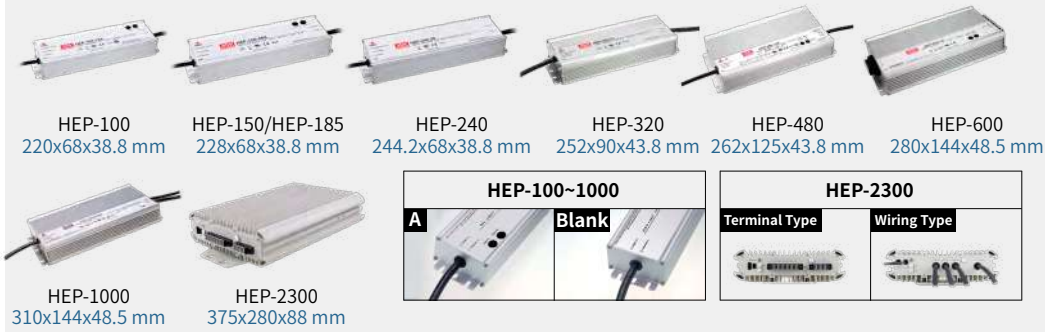 HEP-100
220x68x38.8 mm
HEP-150/HEP-185
228x68x38.8 mm
HEP-240
244.2x68x38.8 mm
HEP-320
252x90x43.8 mm
HEP-480
262x125x43.8 mm
HEP-600
280x144x48.5 mm
HEP-1000
310x144x48.5 mm
HEP-2300
375x280x88 mm
HEP-100~1000
A
Blank
HEP-2300
Terminal Type
Wiring Type